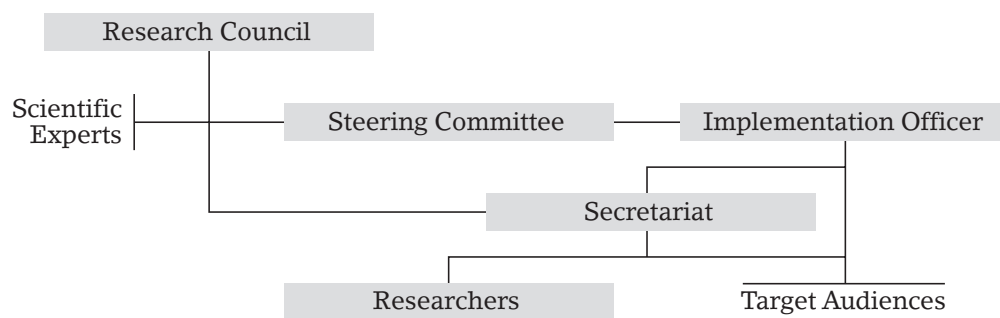 Research Council
Scientific
Experts
Steering Committee
Implementation Officer
Secretariat
Researchers
Target Audiences